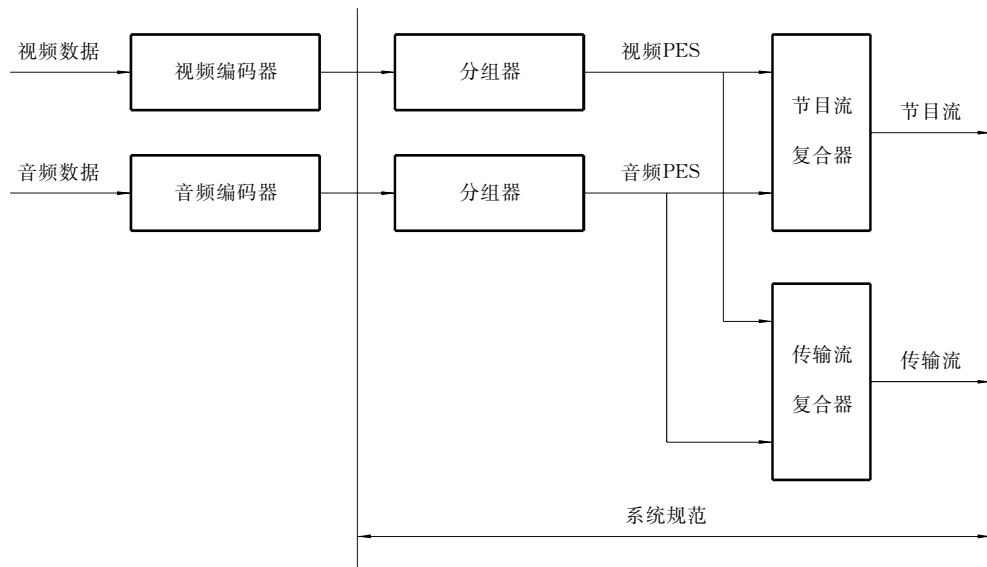 视频数据
视频编码器
分组器
视频PES
节目流
复合器
节目流
音频数据
音频编码器
分组器
音频PES
传输流
复合器
传输流
系统规范